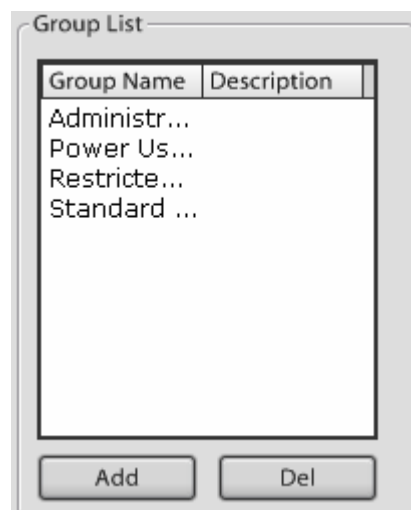 Group List
Group Name Description
Administr...
Power Us...
Restricte...
Standard ...
Add Del